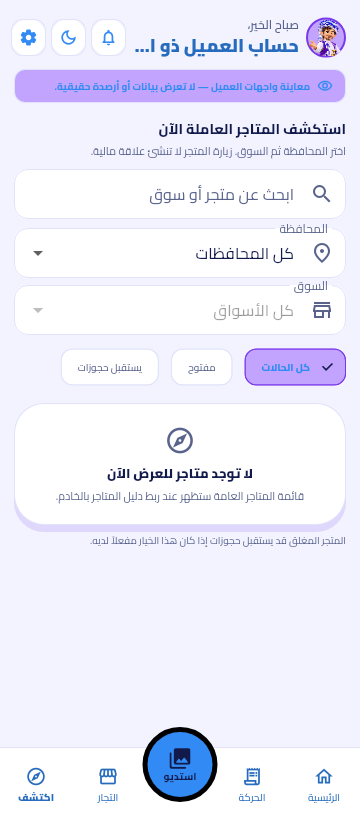 صباح الخير،
حساب العميل ذو ا...
معاينة واجهات العميل — لا تعرض بيانات أو أرصدة حقيقية.
استكشف المتاجر العاملة الآن
اختر المحافظة ثم السوق. زيارة المتجر لا تنشئ علاقة مالية.
ابحث عن متجر أو سوق
المحافظة
كل المحافظات
السوق
كل الأسواق
كل الحالات
مفتوح
يستقبل حجوزات
لا توجد متاجر للعرض الآن
قائمة المتاجر العامة ستظهر عند ربط دليل المتاجر بالخادم.
المتجر المغلق قد يستقبل حجوزات إذا كان هذا الخيار مفعلاً لديه.
الرئيسية
الحركة
استديو
التجار
اكتشف